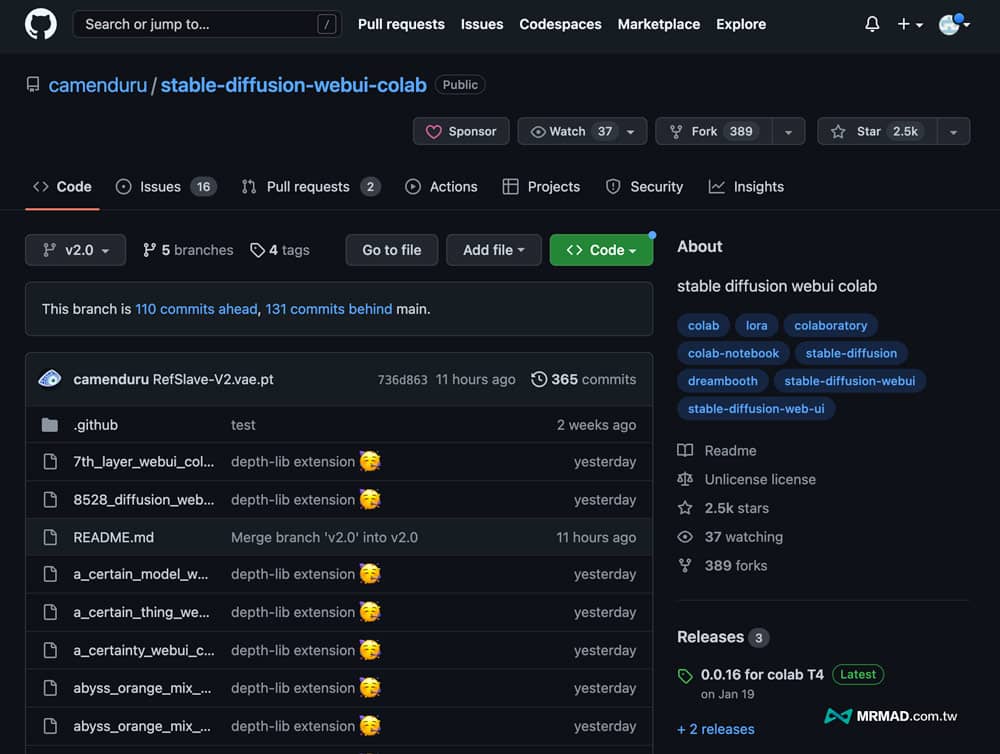 Search or jump to... / Pull requests Issues Codespaces Marketplace Explore
camenduru / stable-diffusion-webui-colab Public
Sponsor Watch 37 Fork 389 Star 2.5k
Code Issues 16 Pull requests 2 Actions Projects Security Insights
v2.0 5 branches 4 tags Go to file Add file Code
This branch is 110 commits ahead, 131 commits behind main.
camenduru RefSlave-V2.vae.pt 736d863 11 hours ago 365 commits
.github test 2 weeks ago
7th_layer_webui_col... depth-lib extension 🥳 yesterday
8528_diffusion_web... depth-lib extension 🥳 yesterday
README.md Merge branch 'v2.0' into v2.0 11 hours ago
a_certain_model_w... depth-lib extension 🥳 yesterday
a_certain_thing_we... depth-lib extension 🥳 yesterday
a_certainty_webui_c... depth-lib extension 🥳 yesterday
abyss_orange_mix_... depth-lib extension 🥳 yesterday
abyss_orange_mix_... depth-lib extension 🥳 yesterday
About
stable diffusion webui colab
colab lora colaboratory
colab-notebook stable-diffusion
dreambooth stable-diffusion-webui
stable-diffusion-web-ui
Readme
Unlicense license
2.5k stars
37 watching
389 forks
Releases 3
0.0.16 for colab T4 Latest
on Jan 19
+ 2 releases
MRMAD.com.tw